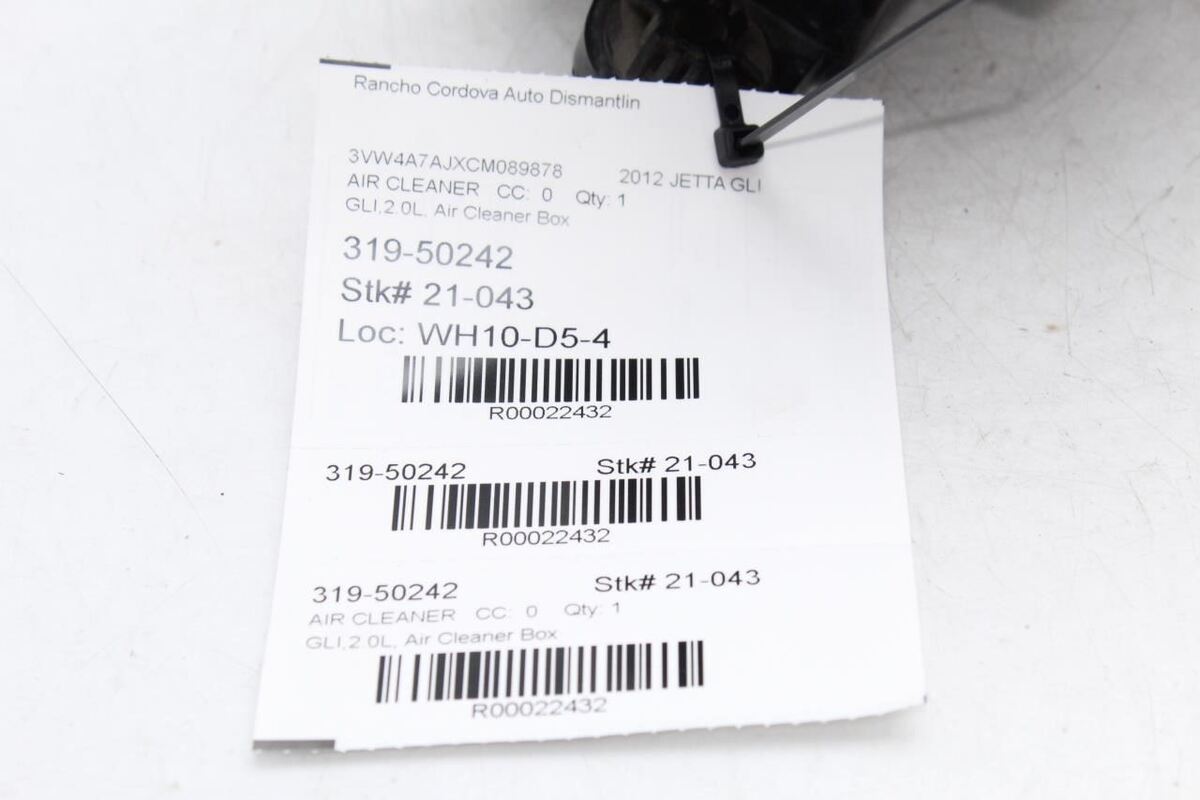 Rancho Cordova Auto Dismantlin
3VW4A7AJXCM089878 2012 JETTA GLI
AIR CLEANER CC: 0 Qty: 1
GLI,2.0L, Air Cleaner Box
319-50242
Stk# 21-043
Loc: WH10-D5-4
R00022432
319-50242 Stk# 21-043
R00022432
319-50242 Stk# 21-043
AIR CLEANER CC: 0 Qty: 1
GLI,2.0L, Air Cleaner Box
R00022432